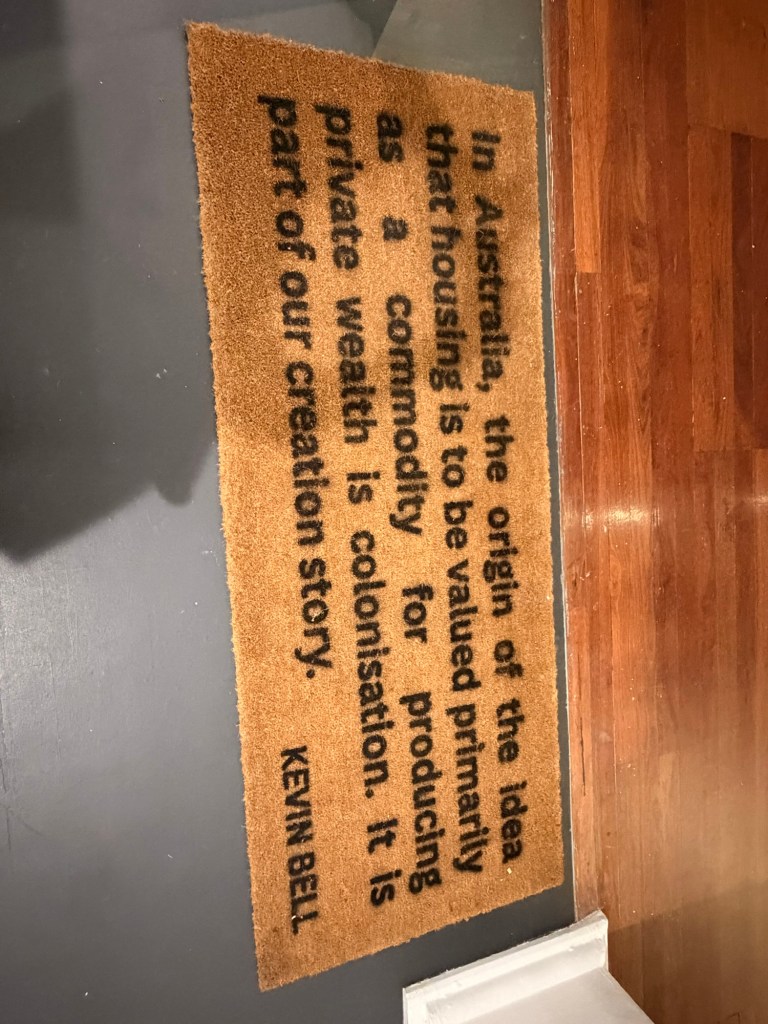 In Australia, the origin of the idea
that housing is to be valued primarily
as a commodity for producing
private wealth is colonisation. It is
part of our creation story.
KEVIN BELL